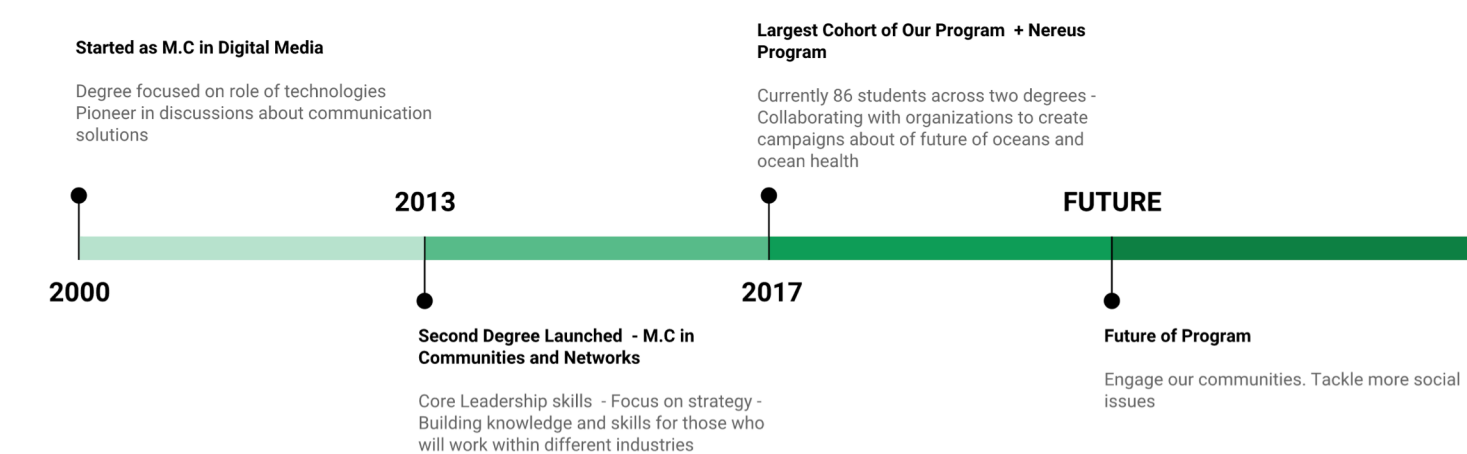 Started as M.C in Digital Media
Degree focused on role of technologies
Pioneer in discussions about communication
solutions
2000
2013
Second Degree Launched - M.C in
Communities and Networks
Core Leadership skills - Focus on strategy -
Building knowledge and skills for those who
will work within different industries
Largest Cohort of Our Program + Nereus
Program
Currently 86 students across two degrees -
Collaborating with organizations to create
campaigns about of future of oceans and
ocean health
2017
FUTURE
Future of Program
Engage our communities. Tackle more social
issues